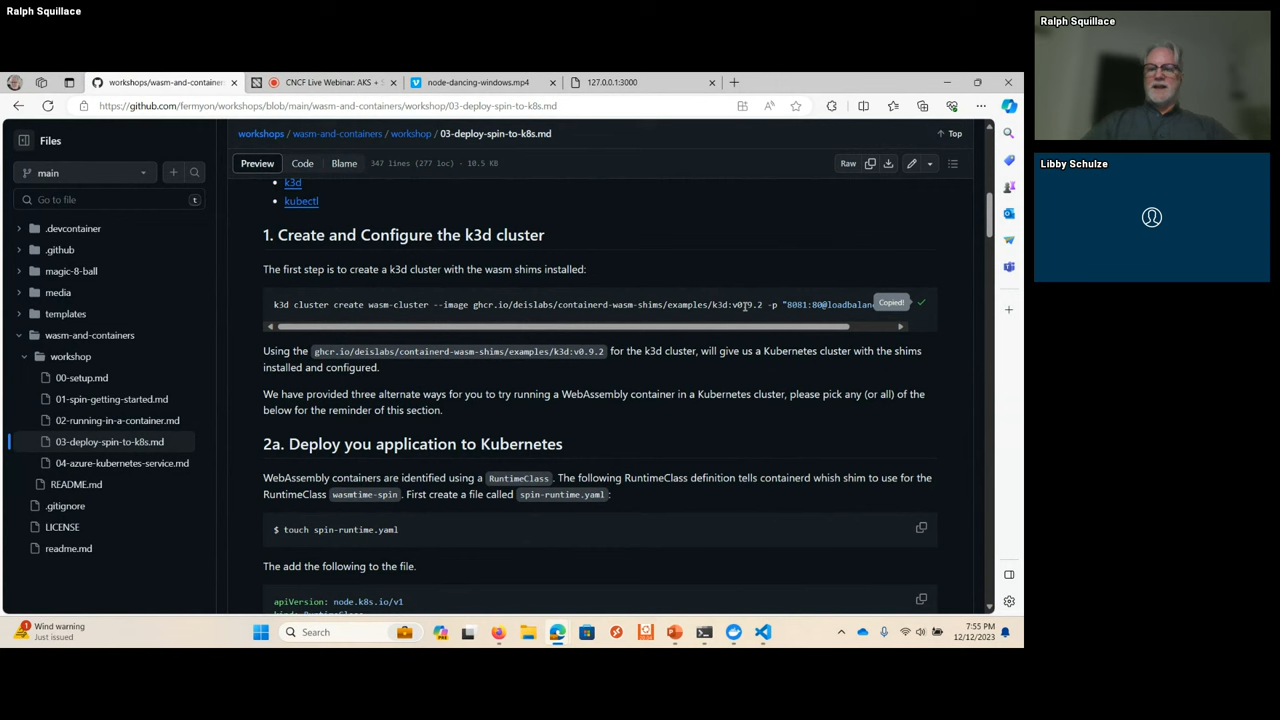 Ralph Squillace
Ralph Squillace
Libby Schulze
workshops/wasm-and-container
CNCF Live Webinar: AKS +
node-dancing-windows.mp4
127.0.0.1:3000
https://github.com/fermyon/workshops/blob/main/wasm-and-containers/workshop/03-deploy-spin-to-k8s.md
Files
workshops / wasm-and-containers / workshop / 03-deploy-spin-to-k8s.md
Top
Preview
Code
Blame
347 lines (277 loc) · 10.5 KB
Raw
main
Go to file
t
.devcontainer
.github
magic-8-ball
media
templates
wasm-and-containers
workshop
00-setup.md
01-spin-getting-started.md
02-running-in-a-container.md
03-deploy-spin-to-k8s.md
04-azure-kubernetes-service.md
README.md
.gitignore
LICENSE
readme.md
k3d
kubectl
1. Create and Configure the k3d cluster
The first step is to create a k3d cluster with the wasm shims installed:
k3d cluster create wasm-cluster --image ghcr.io/deislabs/containerd-wasm-shims/examples/k3d:v0.9.2 -p "8081:80@loadbalan
Copied!
Using the ghcr.io/deislabs/containerd-wasm-shims/examples/k3d:v0.9.2 for the k3d cluster, will give us a Kubernetes cluster with the shims
installed and configured.
We have provided three alternate ways for you to try running a WebAssembly container in a Kubernetes cluster, please pick any (or all) of the
below for the reminder of this section.
2a. Deploy you application to Kubernetes
WebAssembly containers are identified using a RuntimeClass. The following RuntimeClass definition tells containerd whish shim to use for the
RuntimeClass wasmtime-spin. First create a file called spin-runtime.yaml:
$ touch spin-runtime.yaml
The add the following to the file.
apiVersion: node.k8s.io/v1
kind: RuntimeClass
Wind warning
Just issued
Search
7:55 PM
12/12/2023